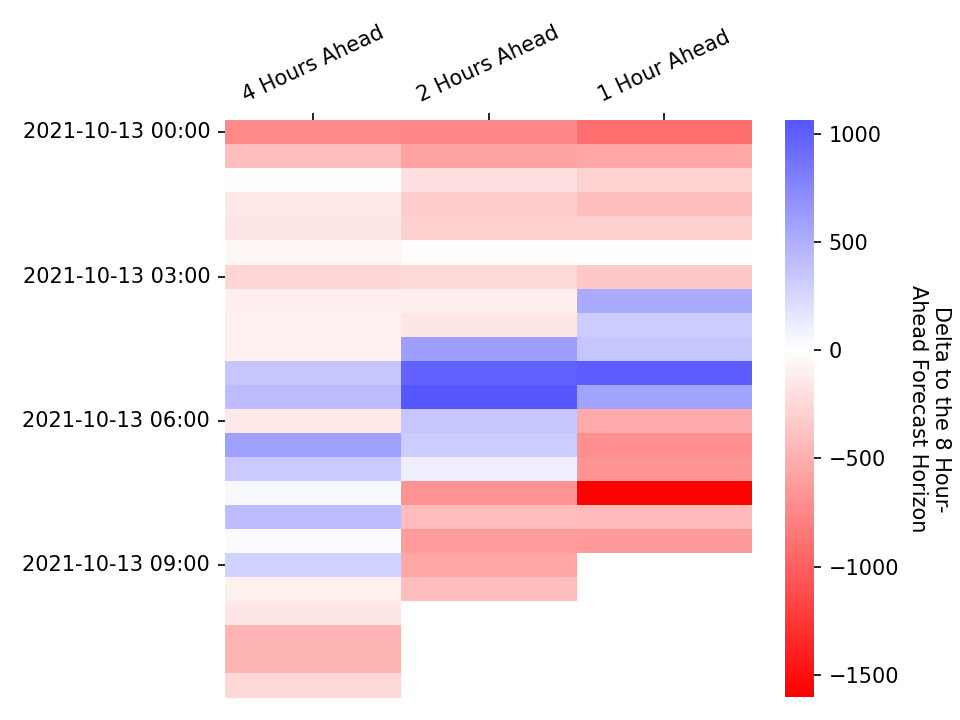 4 Hours Ahead
2 Hours Ahead
1 Hour Ahead
2021-10-13 00:00
2021-10-13 03:00
2021-10-13 06:00
2021-10-13 09:00
1000
500
0
−500
−1000
−1500
Delta to the 8 Hour-
Ahead Forecast Horizon